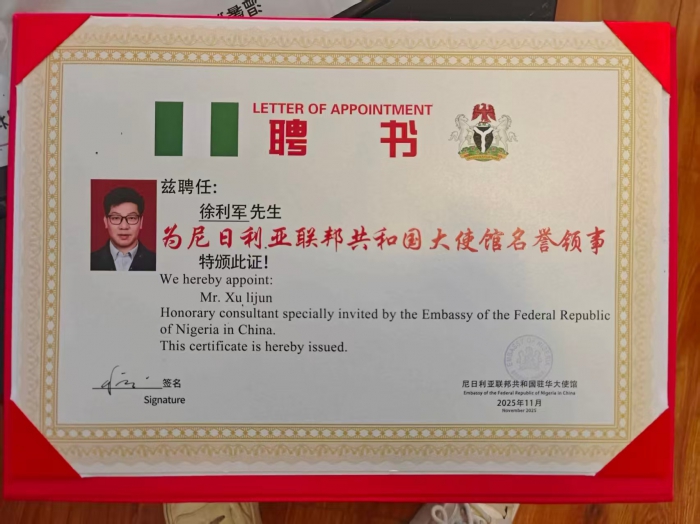 LETTER OF APPOINTMENT
聘 书
兹聘任：
徐利军先生
为尼日利亚联邦共和国大使馆名誉领事
特颁此证！
We hereby appoint:
Mr. Xu lijun
Honorary consultant specially invited by the Embassy of the Federal Republic
of Nigeria in China.
This certificate is hereby issued.
签名
Signature
尼日利亚联邦共和国驻华大使馆
Embassy of the Federal Republic of Nigeria in China
2025年11月
November 2025